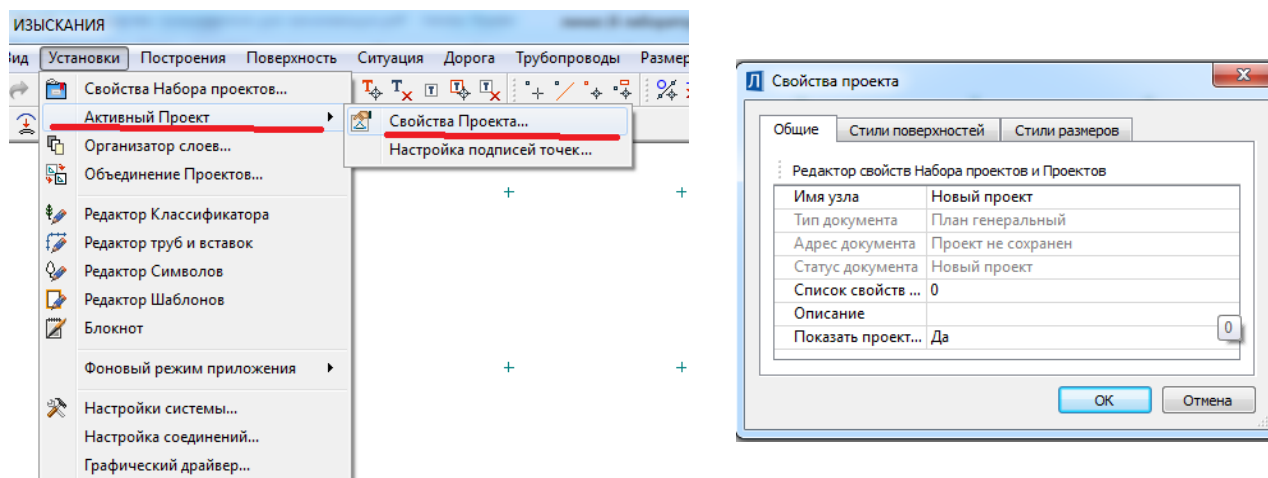 ИЗЫСКАНИЯ
Вид Установки Построения Поверхность Ситуация Дорога Трубопроводы Размер
Свойства Набора проектов...
Активный Проект
Свойства Проекта...
Настройка подписей точек...
Организатор слоев...
Объединение Проектов...
Редактор Классификатора
Редактор труб и вставок
Редактор Символов
Редактор Шаблонов
Блокнот
Фоновый режим приложения
Настройки системы...
Настройка соединений...
Графический драйвер...
Свойства проекта
Общие Стили поверхностей Стили размеров
Редактор свойств Набора проектов и Проектов
Имя узла Новый проект
Тип документа План генеральный
Адрес документа Проект не сохранен
Статус документа Новый проект
Список свойств ... 0
Описание
Показать проект... Да
0
ОК Отмена